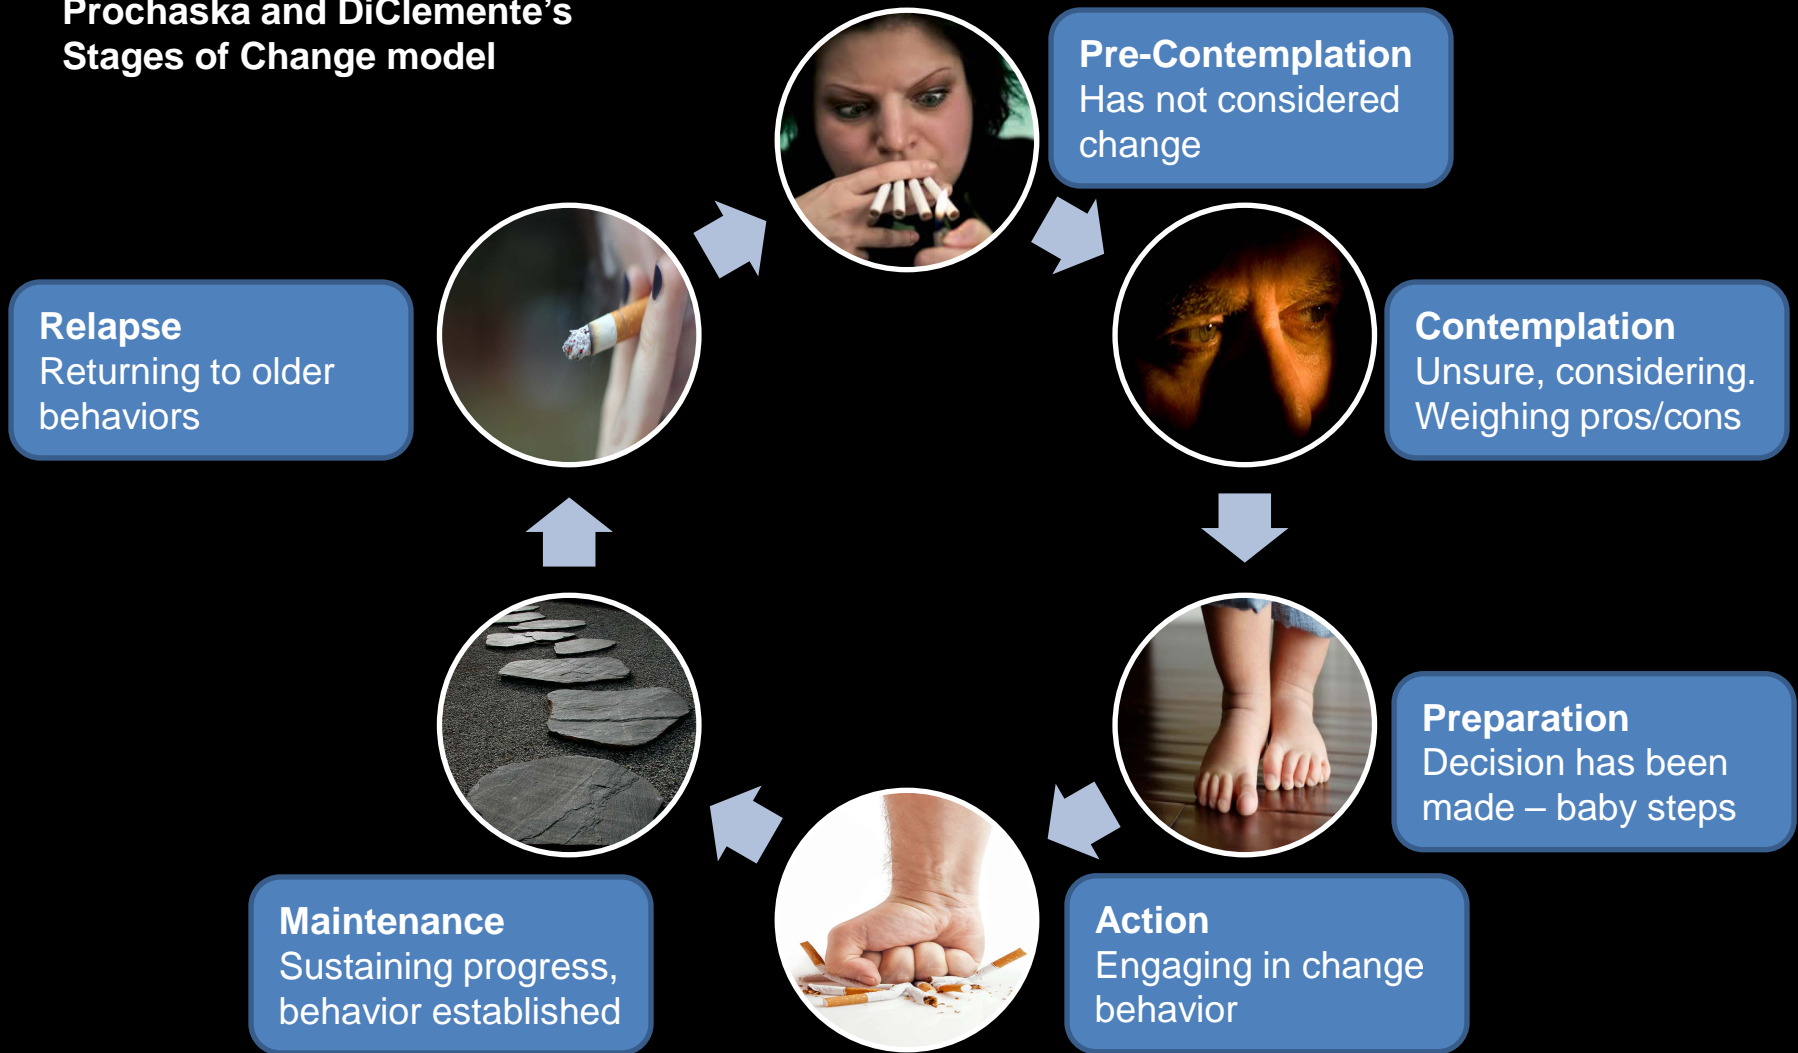 Prochaska and DiClemente’s
Stages of Change model
Pre-Contemplation
Has not considered
change
Contemplation
Unsure, considering.
Weighing pros/cons
Preparation
Decision has been
made – baby steps
Action
Engaging in change
behavior
Maintenance
Sustaining progress,
behavior established
Relapse
Returning to older
behaviors